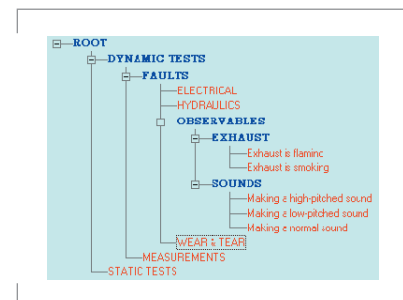 ROOT
DYNAMIC TESTS
FAULTS
ELECTRICAL
HYDRAULICS
OBSERVABLES
EXHAUST
Exhaust is flaming
Exhaust is smoking
SOUNDS
Making a high-pitched sound
Making a low-pitched sound
Making a normal sound
WEAR & TEAR
MEASUREMENTS
STATIC TESTS